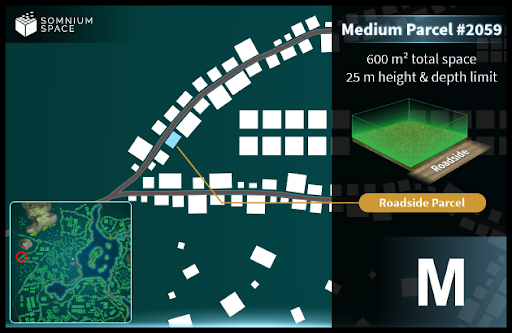 SOMNIUM
SPACE
Medium Parcel #2059
600 m² total space
25 m height & depth limit
Roadside
Roadside Parcel
M